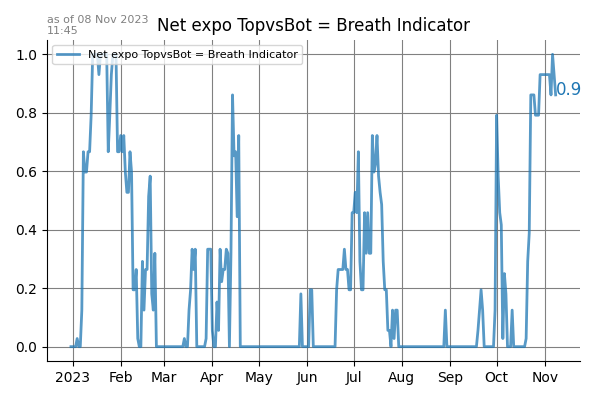 as of 08 Nov 2023
11:45
Net expo TopvsBot = Breath Indicator
Net expo TopvsBot = Breath Indicator
1.0
0.8
0.6
0.4
0.2
0.0
0.9
2023 Feb Mar Apr May Jun Jul Aug Sep Oct Nov